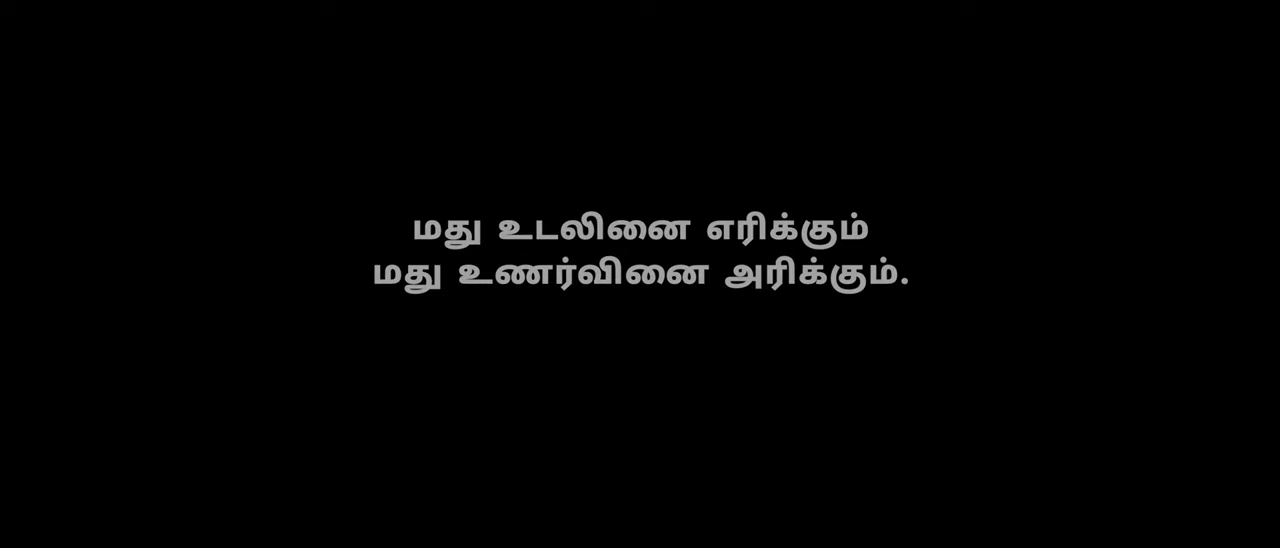 மது உடலினை எரிக்கும்
மது உணர்வினை அரிக்கும்.